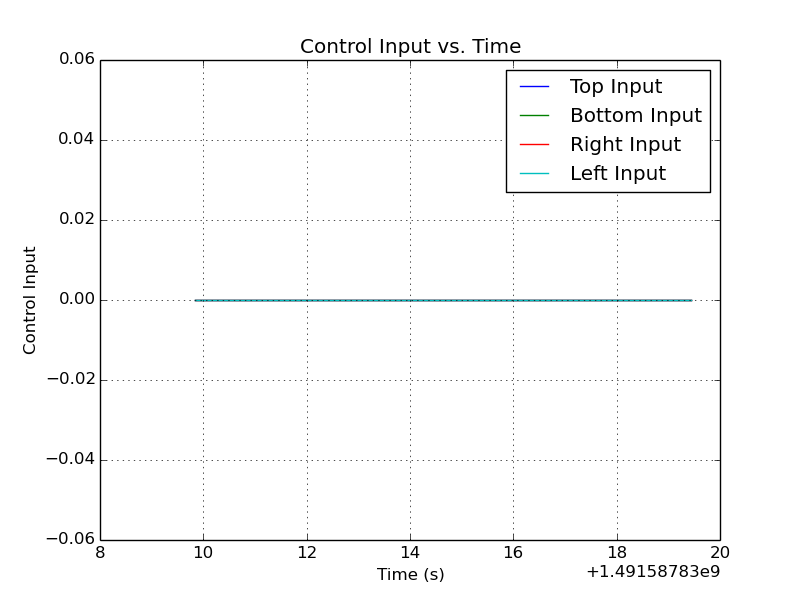 Control Input vs. Time
0.06
0.04
0.02
0.00
−0.02
−0.04
−0.06
Control Input
Top Input
Bottom Input
Right Input
Left Input
8 10 12 14 16 18 20
Time (s)
+1.49158783e9